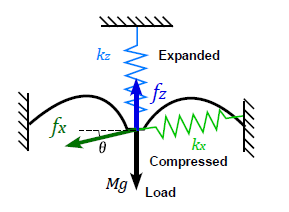 kz Expanded
fz
fx
θ
kx
Compressed
Mg Load